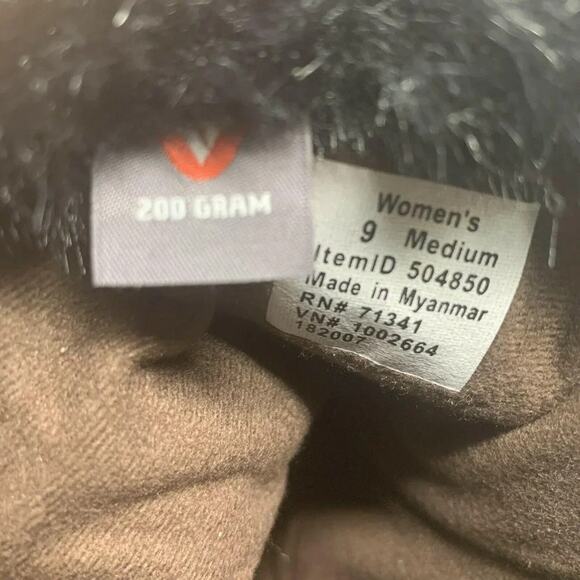 200 GRAM
Women's
9 Medium
ItemID 504850
Made in Myanmar
RN# 71341
VN# 1002664
182007